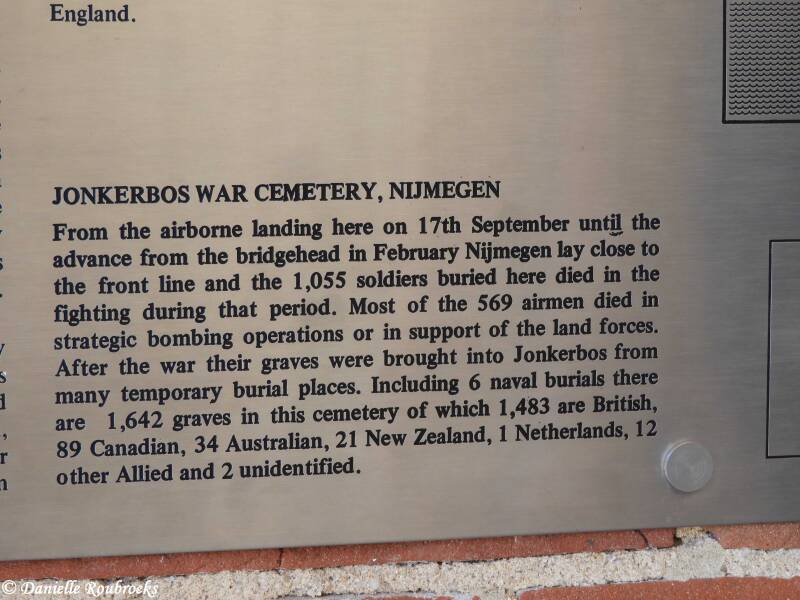 England.
JONKERBOS WAR CEMETERY, NIJMEGEN
From the airborne landing here on 17th September until the
advance from the bridgehead in February Nijmegen lay close to
the front line and the 1,055 soldiers buried here died in the
fighting during that period. Most of the 569 airmen died in
strategic bombing operations or in support of the land forces.
After the war their graves were brought into Jonkerbos from
many temporary burial places. Including 6 naval burials there
are 1,642 graves in this cemetery of which 1,483 are British,
89 Canadian, 34 Australian, 21 New Zealand, 1 Netherlands, 12
other Allied and 2 unidentified.
© Danielle Roubroeks